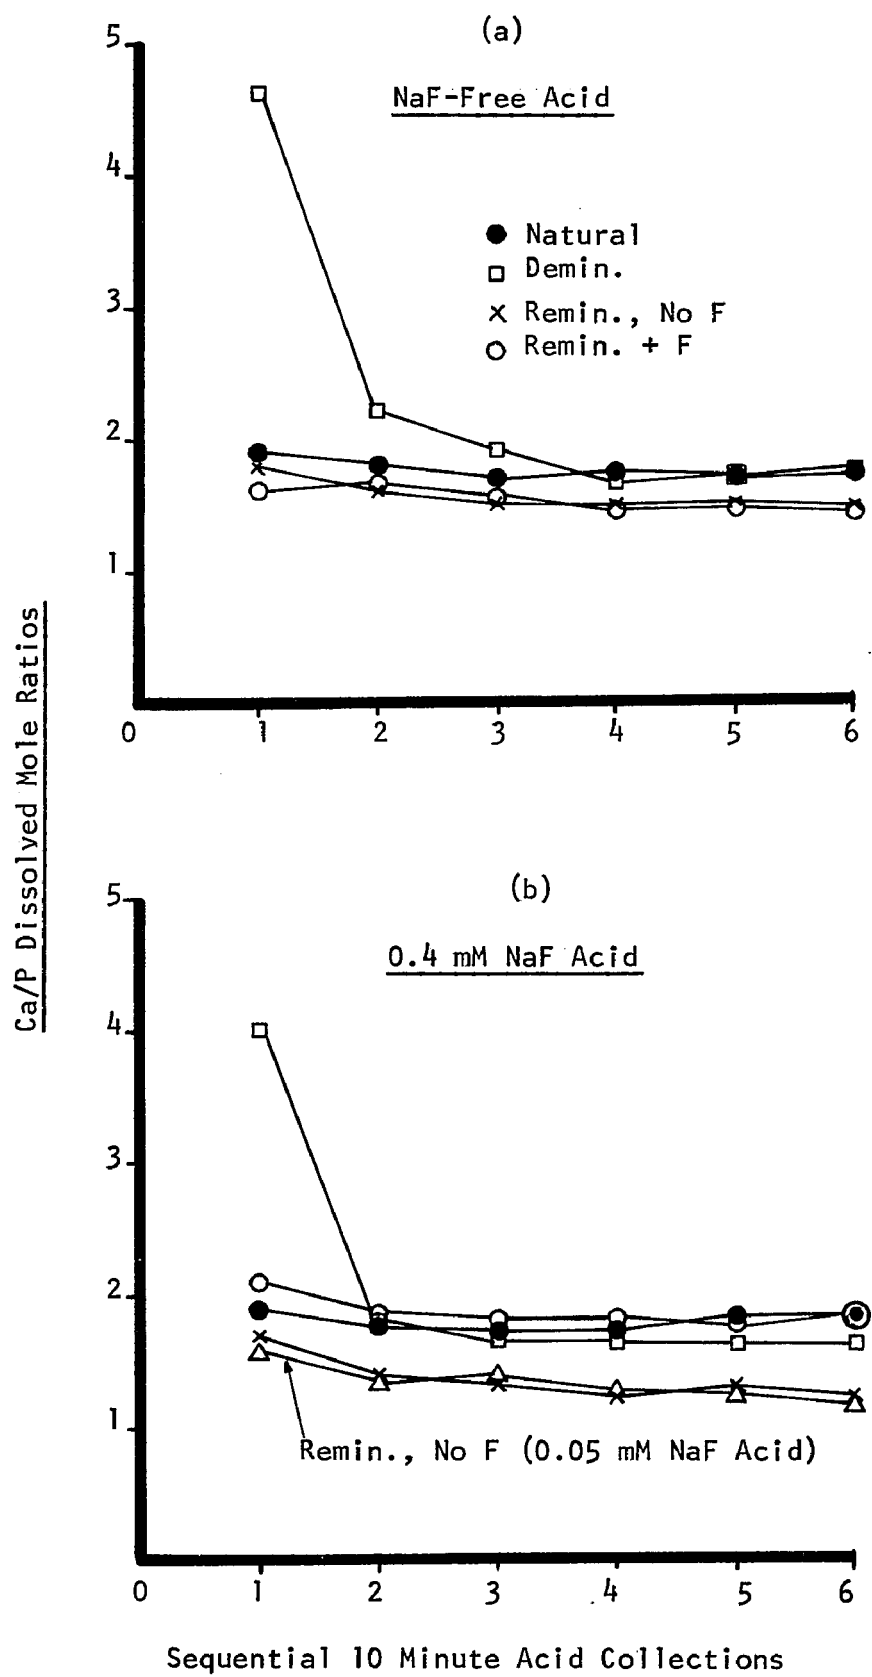 (a)
NaF-Free Acid
5
4
3
2
1
Natural
Demin.
Remin., No F
Remin. + F
0 1 2 3 4 5 6
Ca/P Dissolved Mole Ratios
(b)
0.4 mM NaF Acid
5
4
3
2
1
Remin., No F (0.05 mM NaF Acid)
0 1 2 3 4 5 6
Sequential 10 Minute Acid Collections